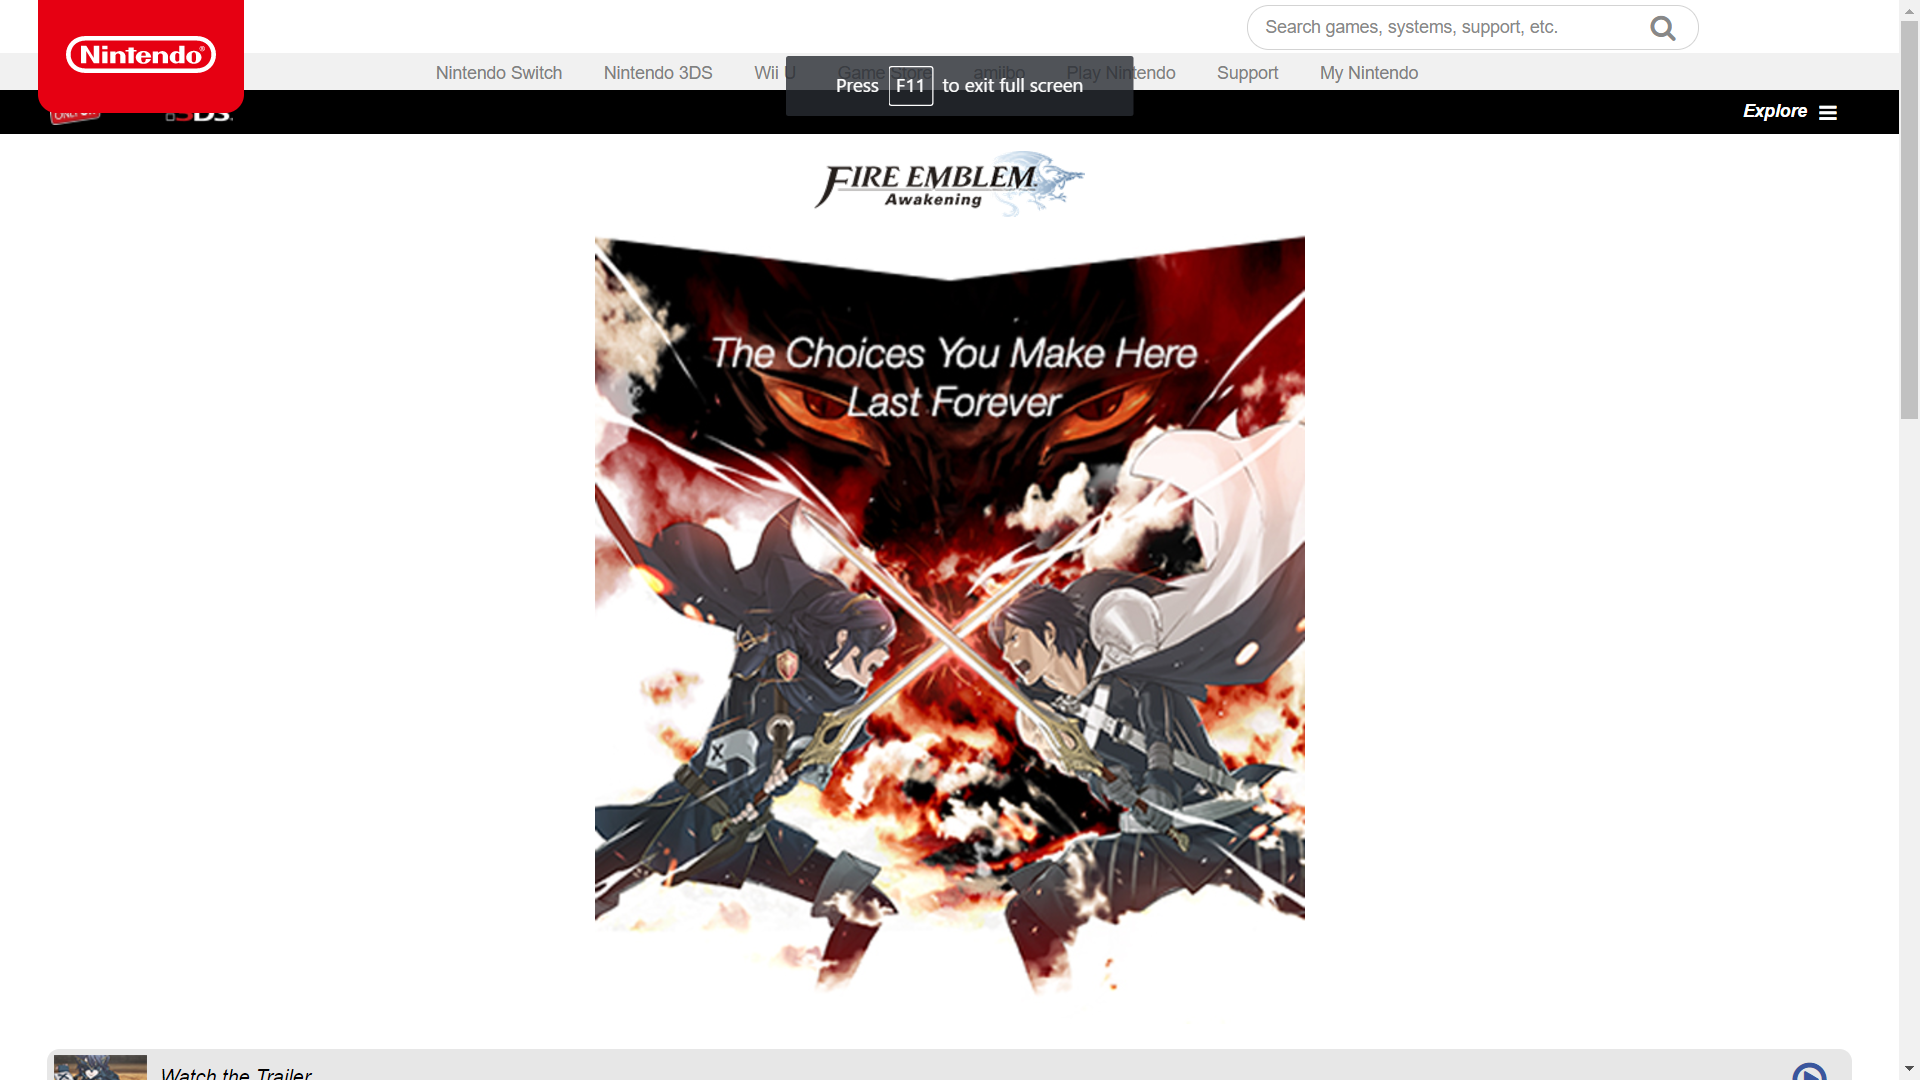 Nintendo
Search games, systems, support, etc.
Nintendo Switch
Nintendo 3DS
Wii U
Game Store
amiibo
Play Nintendo
Support
My Nintendo
Press F11 to exit full screen
3DS
Explore
FIRE EMBLEM
Awakening
The Choices You Make Here
Last Forever
Watch the Trailer